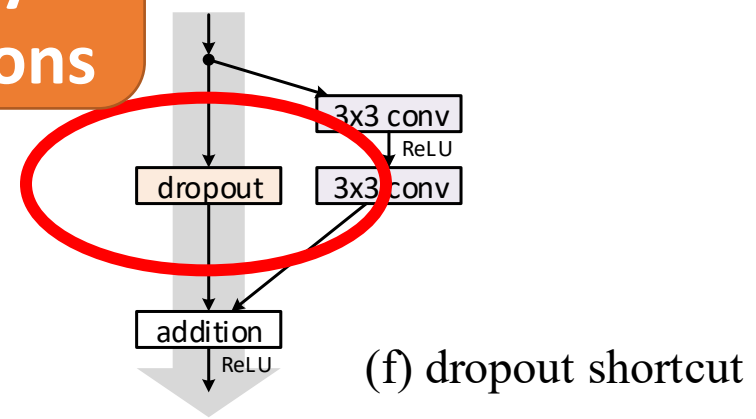 ons
3x3 conv
ReLU
dropout
3x3 conv
addition
ReLU
(f) dropout shortcut